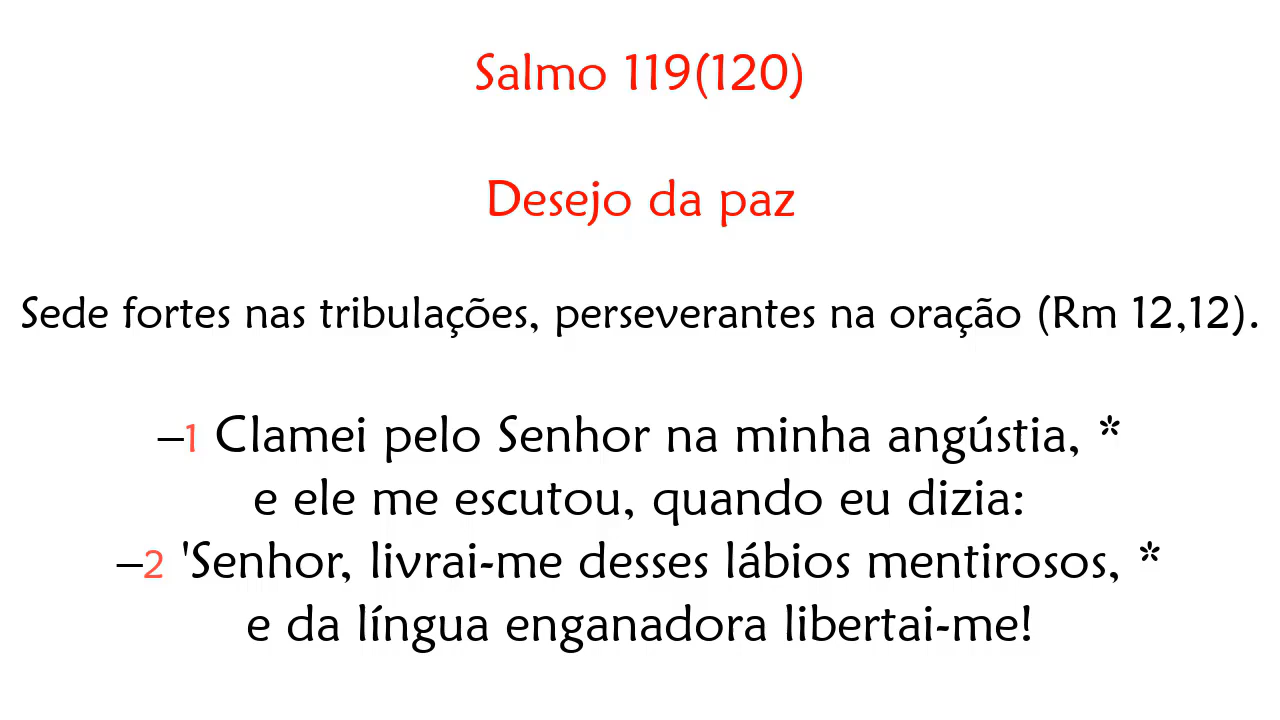 Salmo 119(120)
Desejo da paz
Sede fortes nas tribulações, perseverantes na oração (Rm 12,12).
–1 Clamei pelo Senhor na minha angústia, *
e ele me escutou, quando eu dizia:
–2 'Senhor, livrai-me desses lábios mentirosos, *
e da língua enganadora libertai-me!